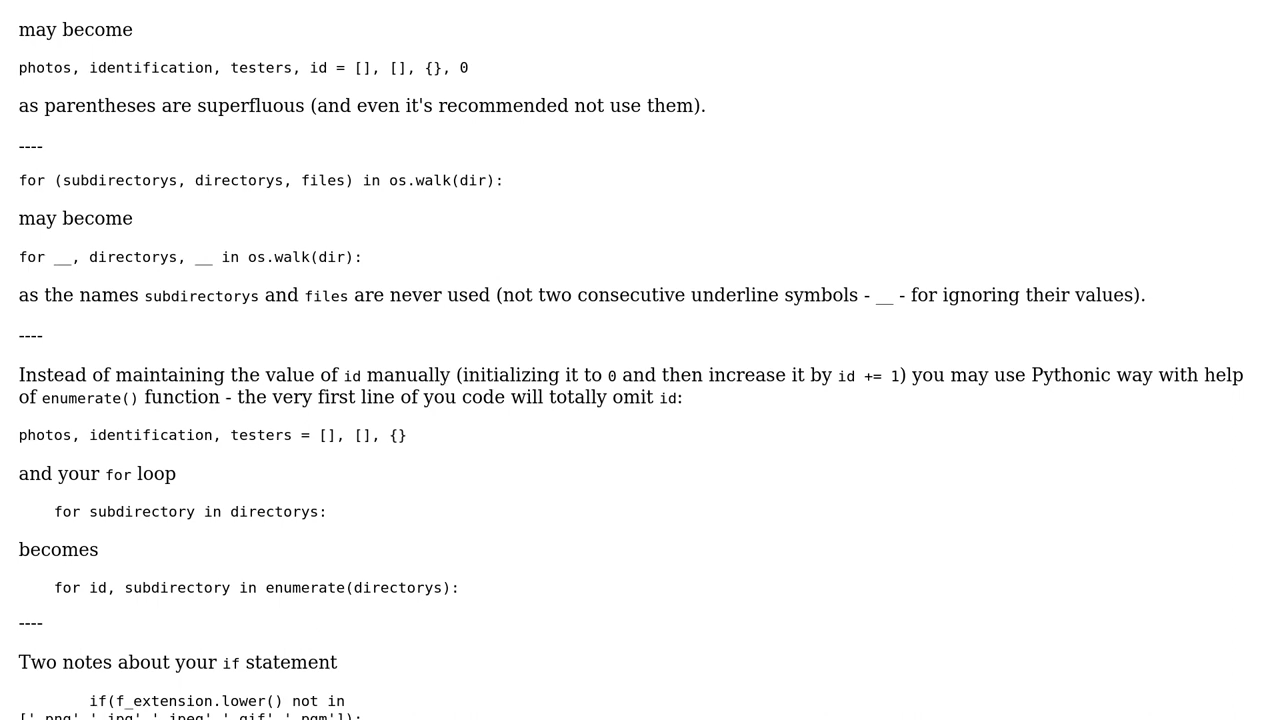 may become
photos, identification, testers, id = [], [], {}, 0
as parentheses are superfluous (and even it's recommended not use them).
----
for (subdirectorys, directorys, files) in os.walk(dir):
may become
for __, directorys, __ in os.walk(dir):
as the names subdirectorys and files are never used (not two consecutive underline symbols - __ - for ignoring their values).
----
Instead of maintaining the value of id manually (initializing it to 0 and then increase it by id += 1) you may use Pythonic way with help
of enumerate() function - the very first line of you code will totally omit id:
photos, identification, testers = [], [], {}
and your for loop
    for subdirectory in directorys:
becomes
    for id, subdirectory in enumerate(directorys):
----
Two notes about your if statement
        if(f_extension.lower() not in
['.png','.jpg','.jpeg','.gif','.pgm']):